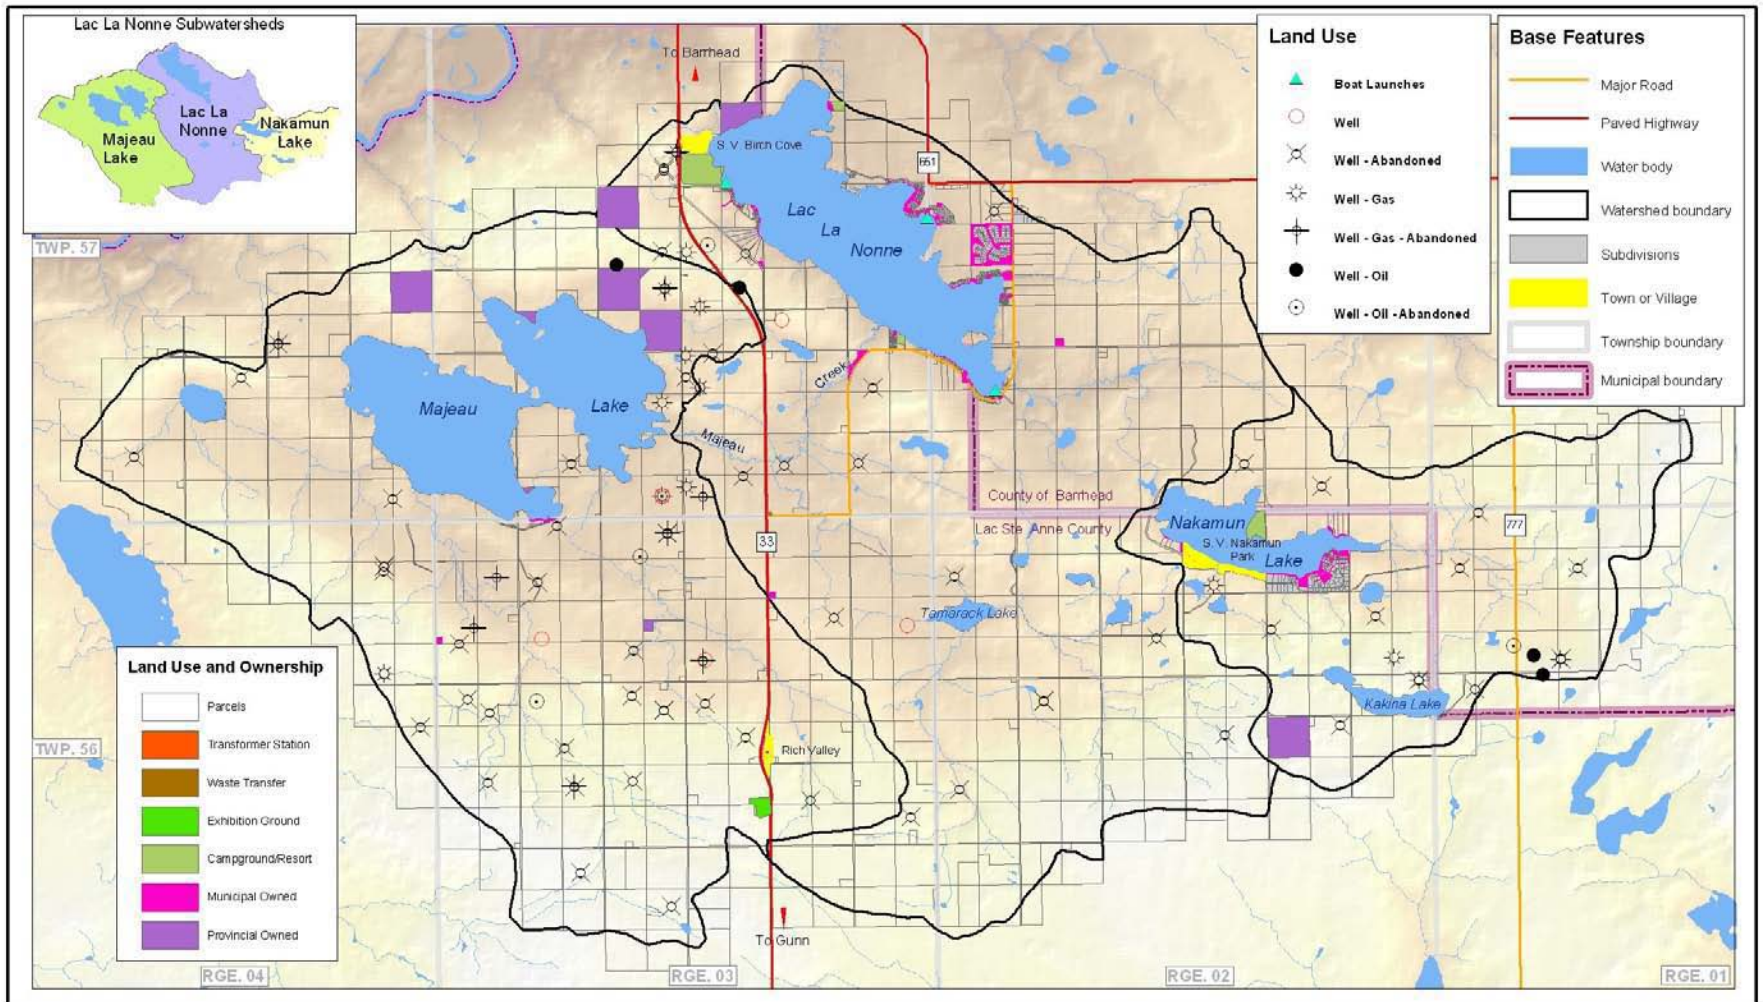 Lac La Nonne Subwatersheds
Lac La
Nonne
Nakamun
Lake
Majeau
Lake
To Barrhead
S. V. Birch Cove
651
Lac
La
Nonne
TWP. 57
Majeau
Lake
Creek
Majeau
County of Barrhead
Lac Ste Anne County
33
Nakamun
S. V. Nakamun
Park
Lake
777
Tamarack Lake
Kakina Lake
TWP. 56
Rich Valley
To Gunn
RGE. 04
RGE. 03
RGE. 02
RGE. 01
Land Use
Boat Launches
Well
Well - Abandoned
Well - Gas
Well - Gas - Abandoned
Well - Oil
Well - Oil - Abandoned
Base Features
Major Road
Paved Highway
Water body
Watershed boundary
Subdivisions
Town or Village
Township boundary
Municipal boundary
Land Use and Ownership
Parcels
Transformer Station
Waste Transfer
Exhibition Ground
Campground/Resort
Municipal Owned
Provincial Owned